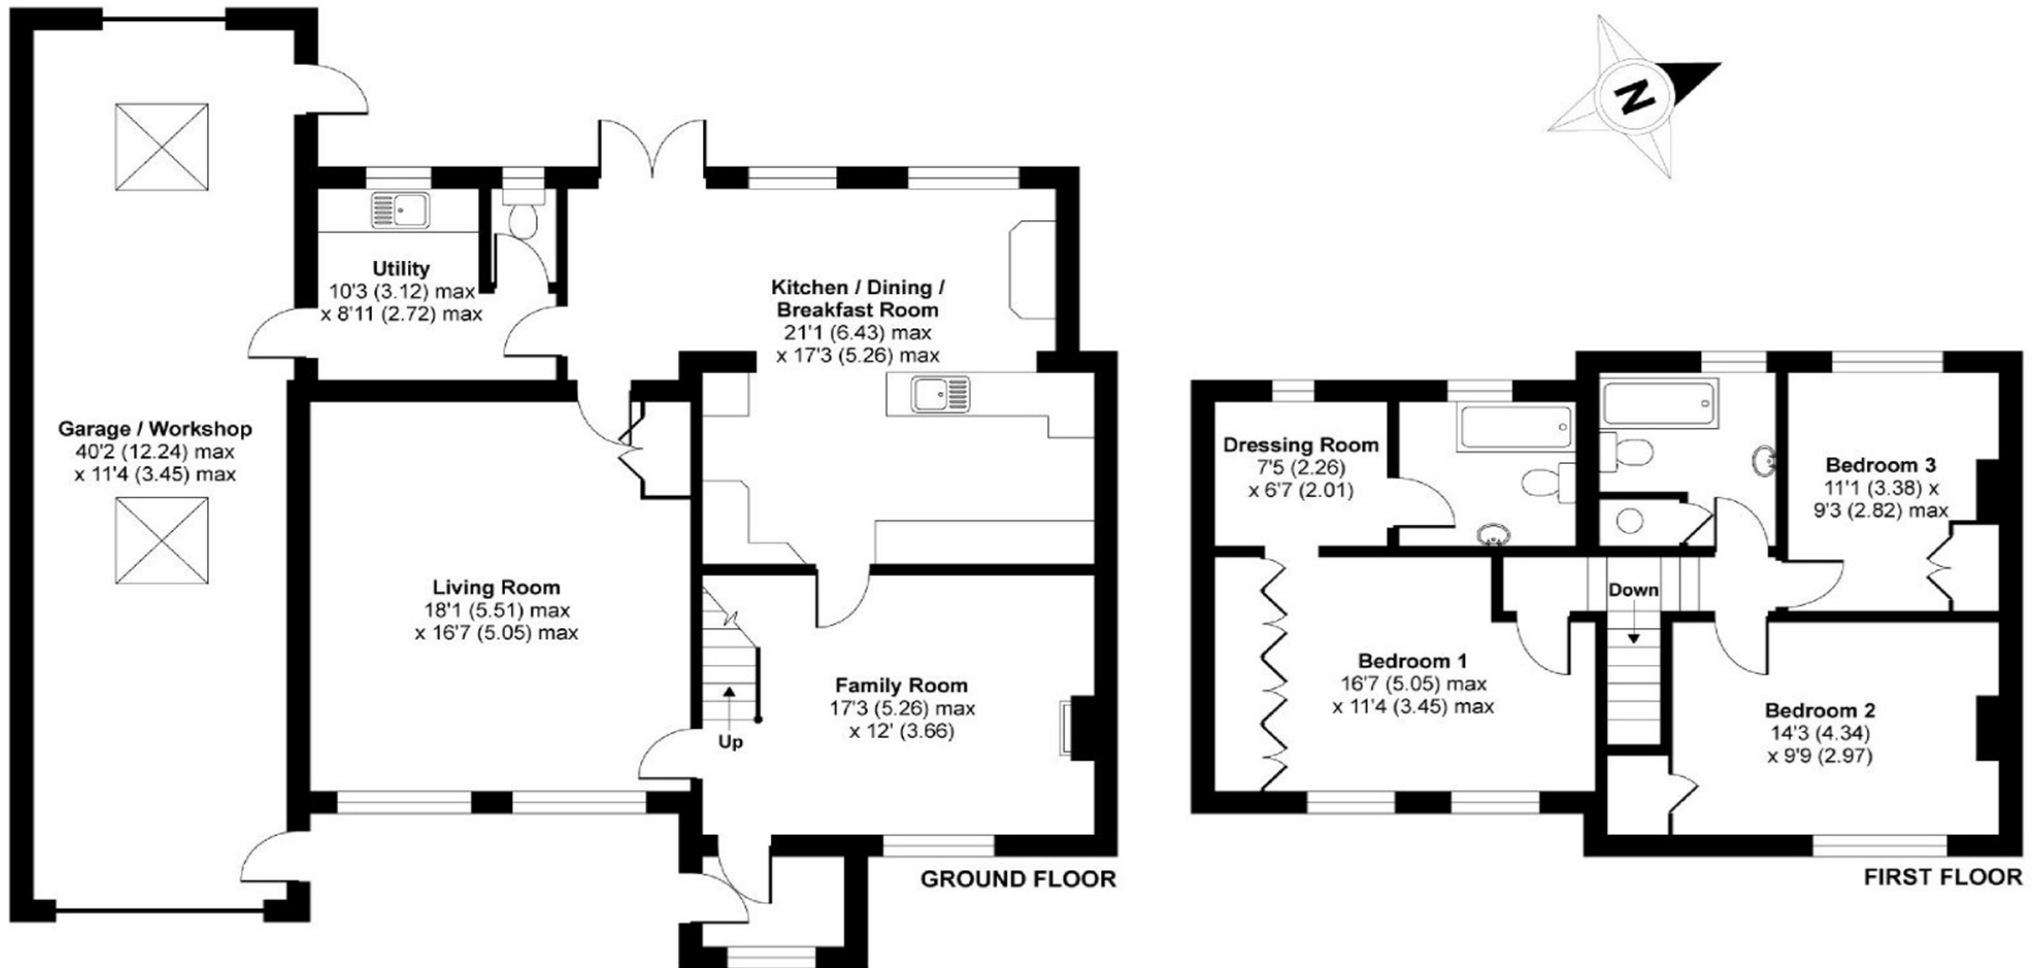 N
Utility
10'3 (3.12) max
x 8'11 (2.72) max
Kitchen / Dining /
Breakfast Room
21'1 (6.43) max
x 17'3 (5.26) max
Garage / Workshop
40'2 (12.24) max
x 11'4 (3.45) max
Living Room
18'1 (5.51) max
x 16'7 (5.05) max
Family Room
17'3 (5.26) max
x 12' (3.66)
Up
GROUND FLOOR
Dressing Room
7'5 (2.26)
x 6'7 (2.01)
Bedroom 3
11'1 (3.38) x
9'3 (2.82) max
Down
Bedroom 1
16'7 (5.05) max
x 11'4 (3.45) max
Bedroom 2
14'3 (4.34)
x 9'9 (2.97)
FIRST FLOOR